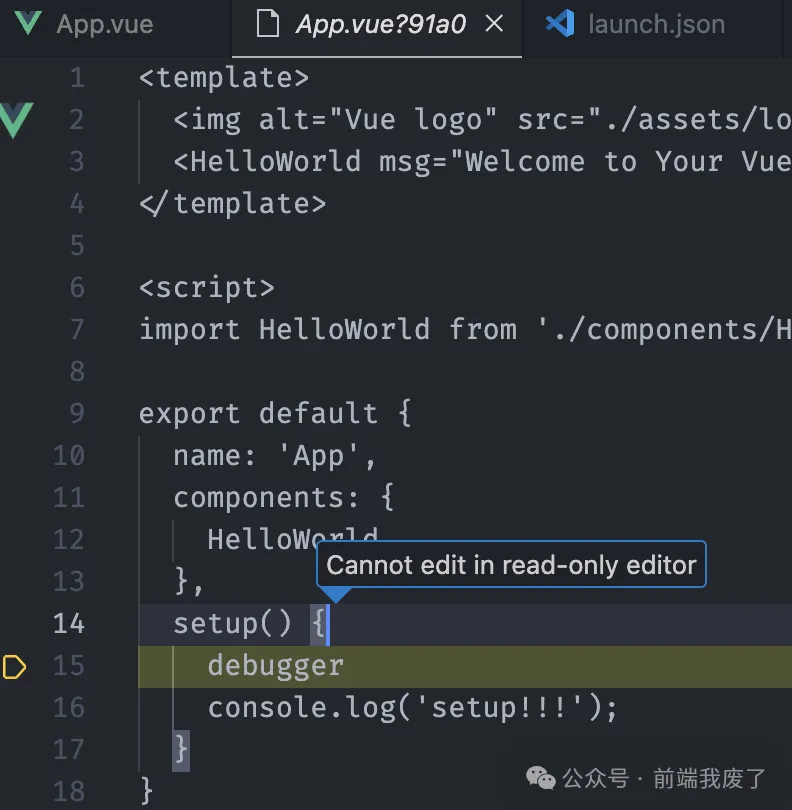 App.vue App.vue?91a0 launch.json
1 <template>
2 <img alt="Vue logo" src="./assets/lo
3 <HelloWorld msg="Welcome to Your Vue
4 </template>
5
6 <script>
7 import HelloWorld from './components/H
8
9 export default {
10 name: 'App',
11 components: {
12 HelloWorld
Cannot edit in read-only editor
13 },
14 setup() {
15 debugger
16 console.log('setup!!!');
17 }
18 }
公众号 · 前端我废了